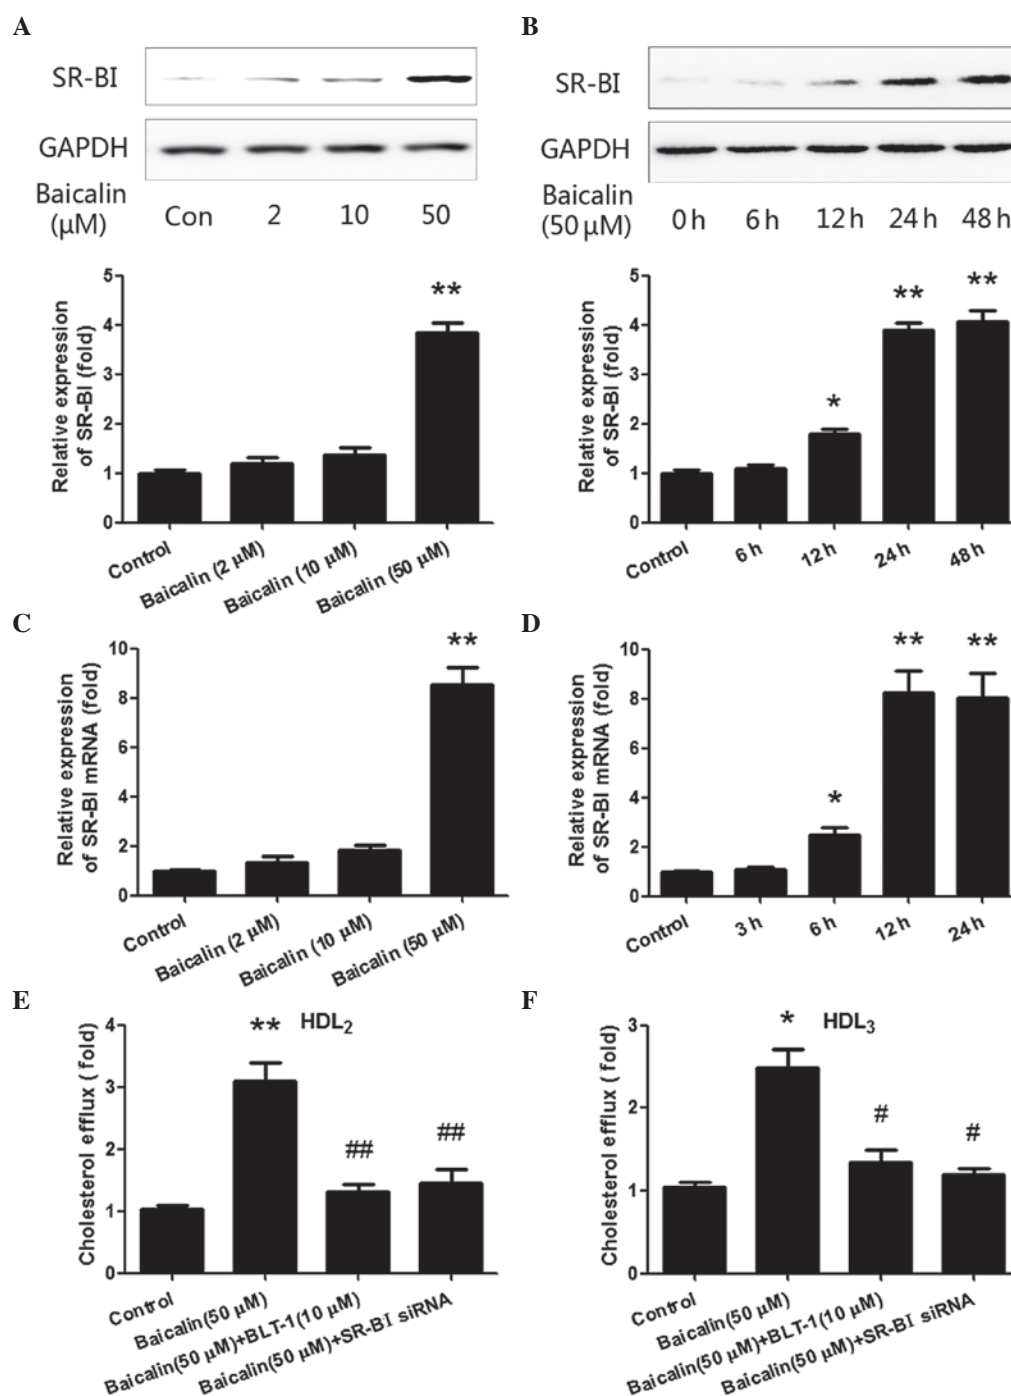 A
SR-BI
GAPDH
Baicalin
(µM)
Con 2 10 50
Relative expression
of SR-BI (fold)
5
4
3
2
1
0
**
Control
Baicalin (2 µM)
Baicalin (10 µM)
Baicalin (50 µM)
B
SR-BI
GAPDH
Baicalin
(50 µM)
0 h 6 h 12 h 24 h 48 h
Relative expression
of SR-BI (fold)
5
4
3
2
1
0
*
**
**
Control
6 h
12 h
24 h
48 h
C
Relative expression
of SR-BI mRNA (fold)
10
8
6
4
2
0
**
Control
Baicalin (2 µM)
Baicalin (10 µM)
Baicalin (50 µM)
D
Relative expression
of SR-BI mRNA (fold)
10
8
6
4
2
0
*
**
**
Control
3 h
6 h
12 h
24 h
E
HDL2
Cholesterol efflux ( fold)
4
3
2
1
0
**
##
##
Control
Baicalin(50 µM)
Baicalin(50 µM)+BLT-1(10 µM)
Baicalin(50 µM)+SR-BI siRNA
F
HDL3
Cholesterol efflux ( fold)
3
2
1
0
*
#
#
Control
Baicalin(50 µM)
Baicalin(50 µM)+BLT-1(10 µM)
Baicalin(50 µM)+SR-BI siRNA